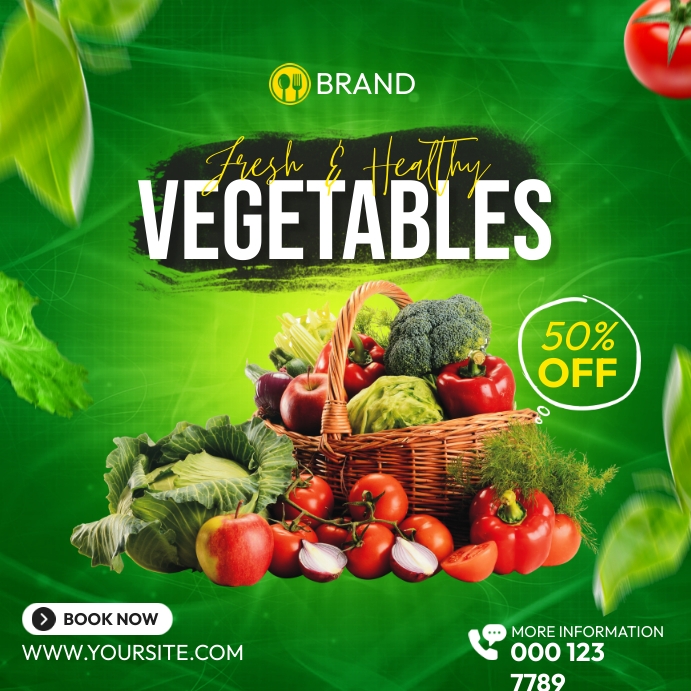 BRAND
Fresh & Healthy
VEGETABLES
50%
OFF
BOOK NOW
WWW.YOURSITE.COM
MORE INFORMATION
000 123
7789